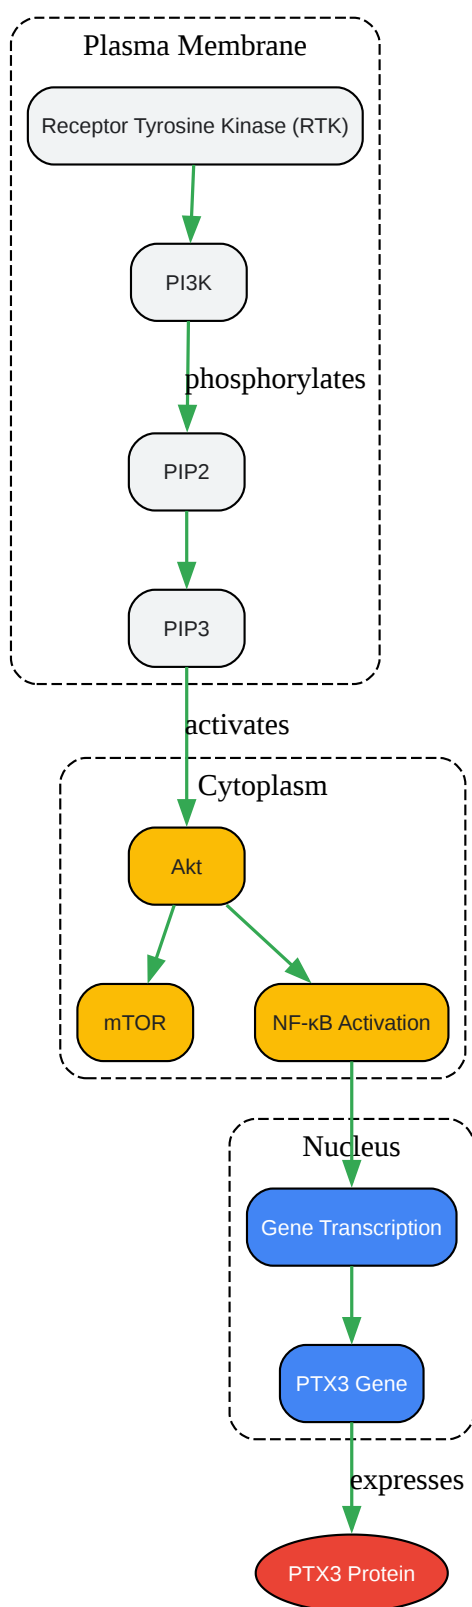 Plasma Membrane
Receptor Tyrosine Kinase (RTK)
PI3K
phosphorylates
PIP2
PIP3
activates
Cytoplasm
Akt
mTOR
NF-κB Activation
Nucleus
Gene Transcription
PTX3 Gene
expresses
PTX3 Protein